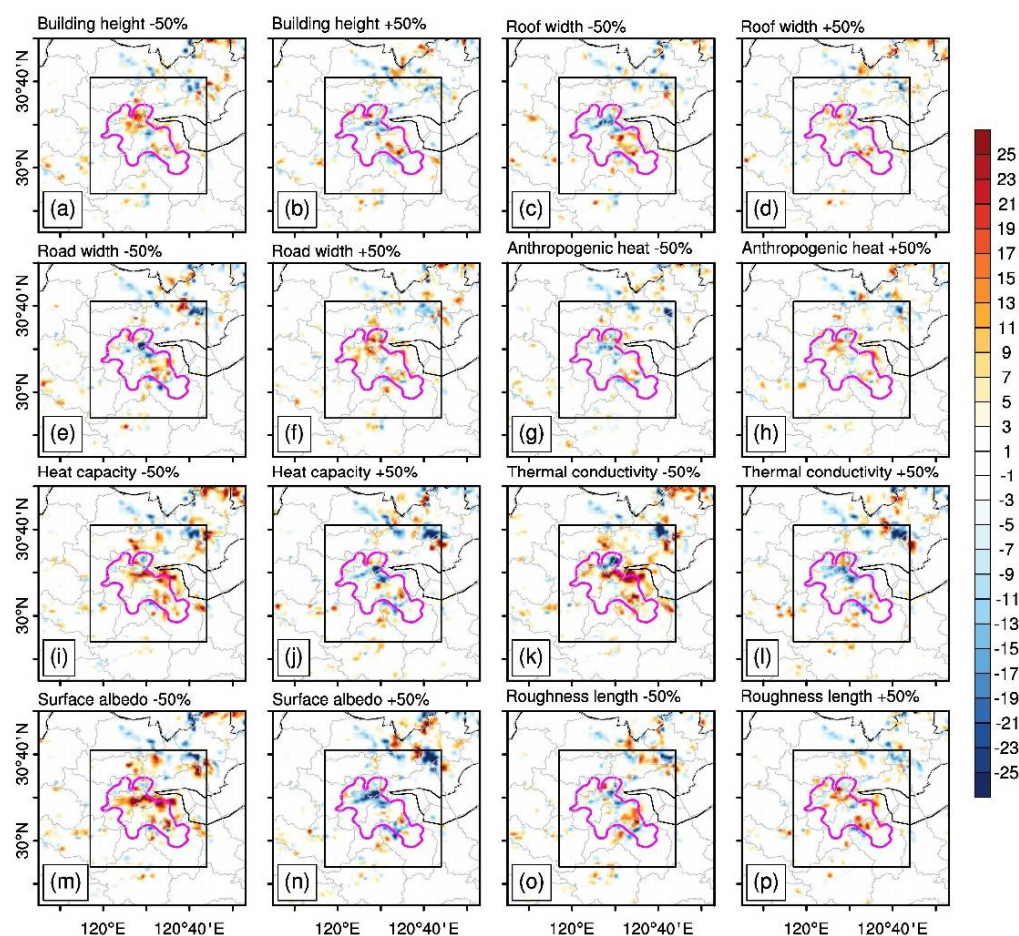 Building height -50%
Building height +50%
Roof width -50%
Roof width +50%
30°40' N
30°N
(a)
(b)
(c)
(d)
Road width -50%
Road width +50%
Anthropogenic heat -50%
Anthropogenic heat +50%
30°40' N
30°N
(e)
(f)
(g)
(h)
Heat capacity -50%
Heat capacity +50%
Thermal conductivity -50%
Thermal conductivity +50%
30°40' N
30°N
(i)
(j)
(k)
(l)
Surface albedo -50%
Surface albedo +50%
Roughness length -50%
Roughness length +50%
30°40' N
30°N
(m)
(n)
(o)
(p)
120°E
120°40'E
120°E
120°40'E
120°E
120°40'E
120°E
120°40'E
25
23
21
19
17
15
13
11
9
7
5
3
1
-1
-3
-5
-7
-9
-11
-13
-15
-17
-19
-21
-23
-25